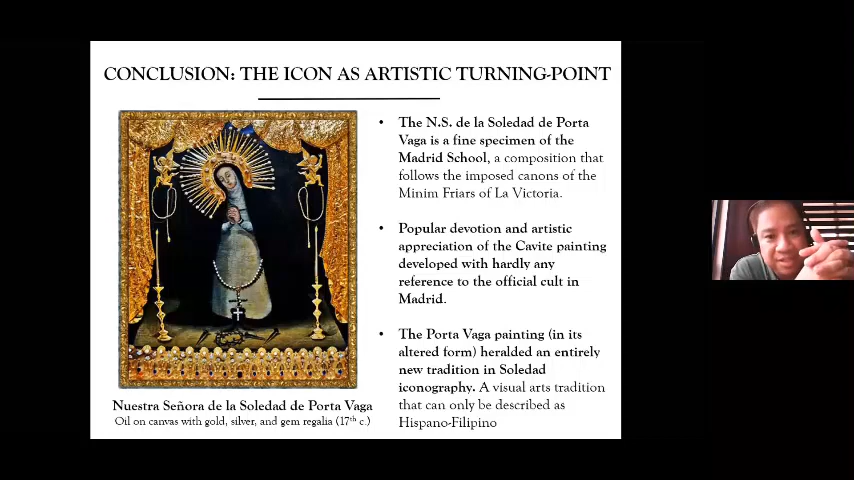 CONCLUSION: THE ICON AS ARTISTIC TURNING-POINT
• The N.S. de la Soledad de Porta
Vaga is a fine specimen of the
Madrid School, a composition that
follows the imposed canons of the
Minim Friars of La Victoria.
• Popular devotion and artistic
appreciation of the Cavite painting
developed with hardly any
reference to the official cult in
Madrid.
• The Porta Vaga painting (in its
altered form) heralded an entirely
new tradition in Soledad
iconography. A visual arts tradition
that can only be described as
Hispano-Filipino
Nuestra Señora de la Soledad de Porta Vaga
Oil on canvas with gold, silver, and gem regalia (17th c.)